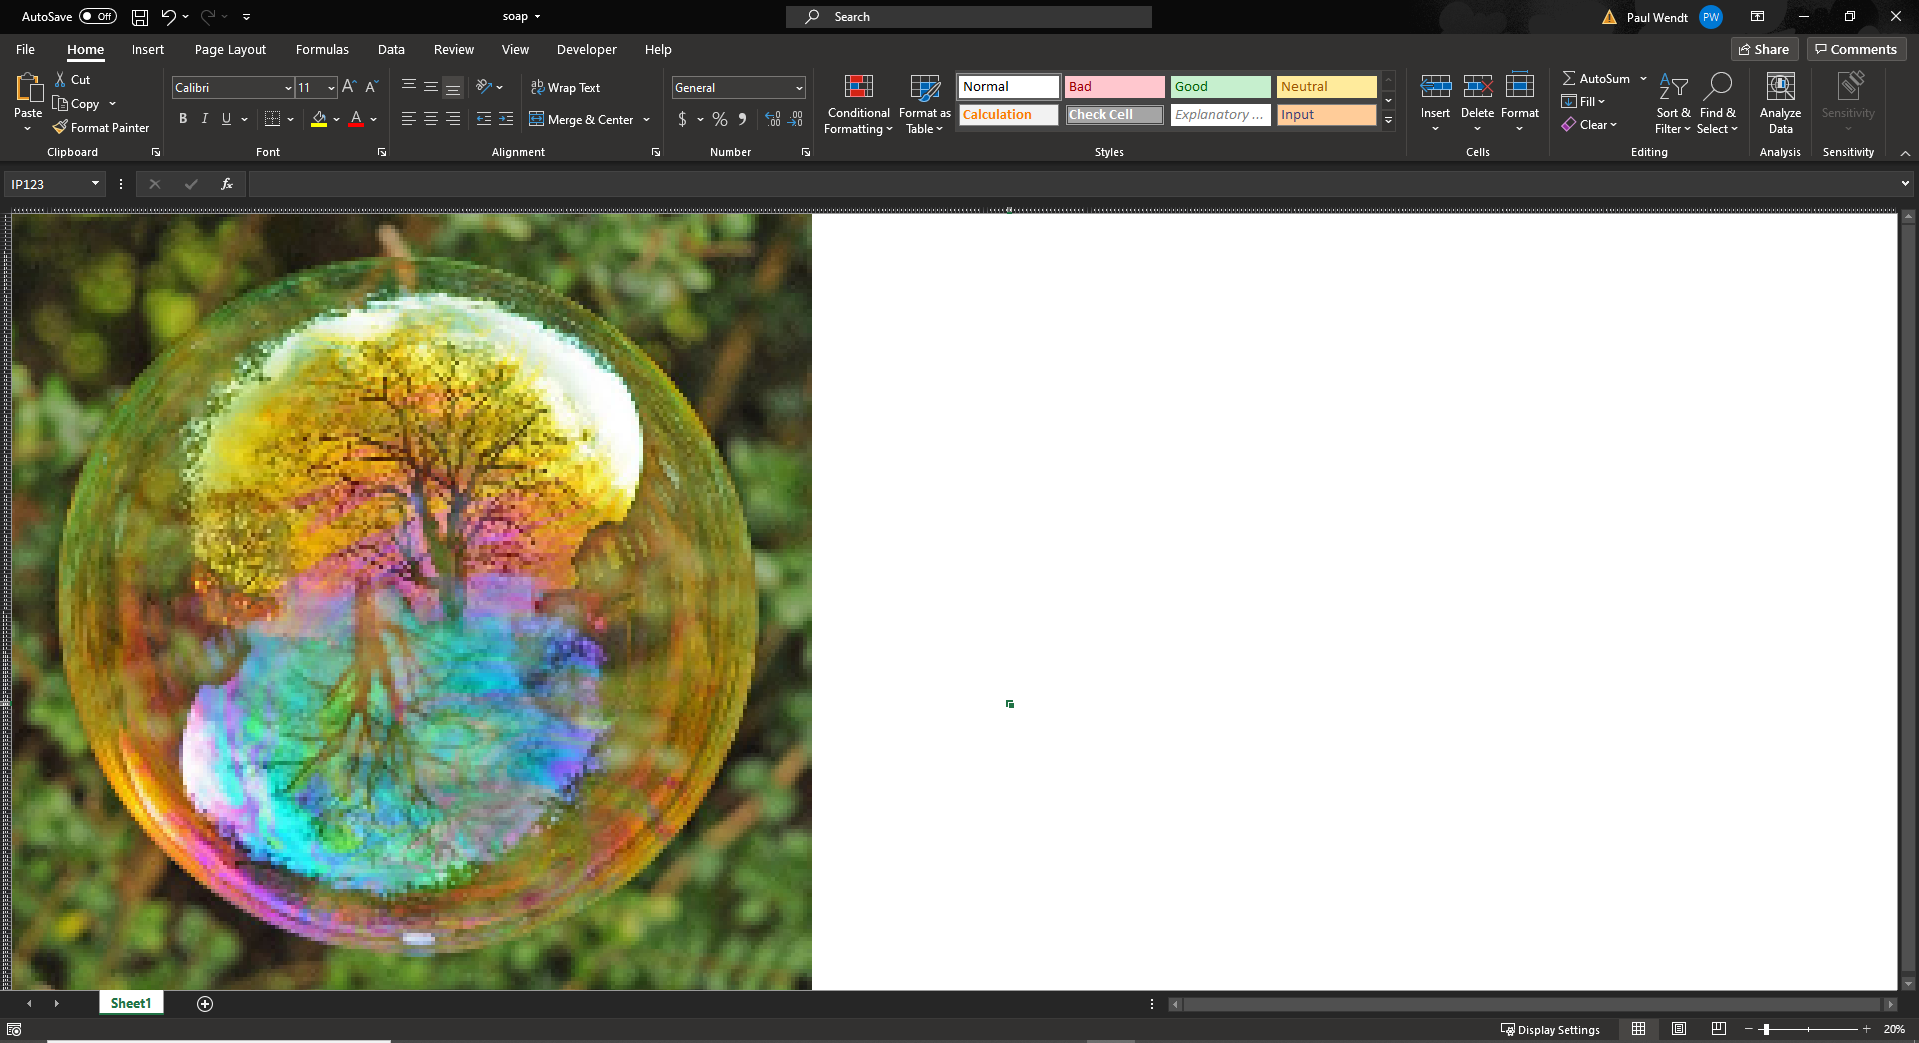 AutoSave Off soap Search Paul Wendt PW
File Home Insert Page Layout Formulas Data Review View Developer Help Share Comments
Paste Cut Copy Format Painter Clipboard
Calibri 11 A A B I U A Font
ab Wrap Text Merge & Center Alignment
General $ % 9 Number
Conditional Formatting Format as Table Normal Bad Good Neutral Calculation Check Cell Explanatory ... Input Styles
Insert Delete Format Cells
AutoSum Fill Clear Sort & Filter Find & Select Editing
Analyze Data Analysis
Sensitivity Sensitivity
IP123 fx
Sheet1
Display Settings 20%